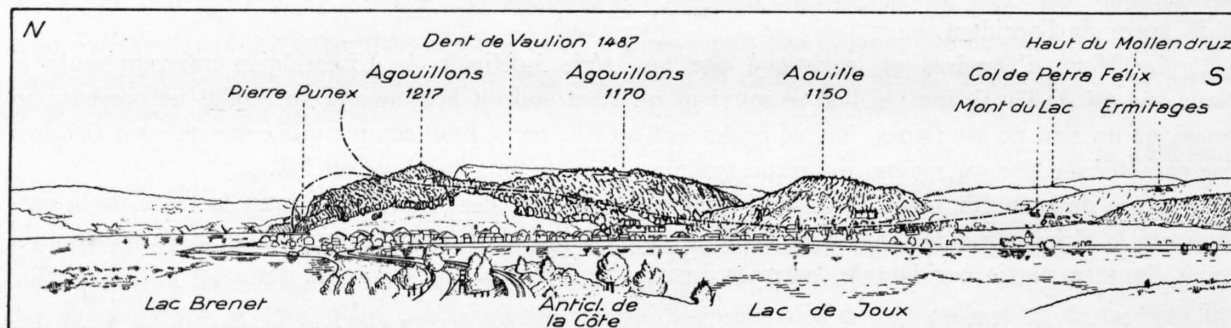 N
Dent de Vaulion 1487
Haut du Mollendruz
Agouillons
Agouillons
Aouille
Col de Pétra Félix
S
Pierre Punex
1217
1170
1150
Mont du Lac
Ermitages
Lac Brenet
Anticl. de
la Côte
Lac de Joux